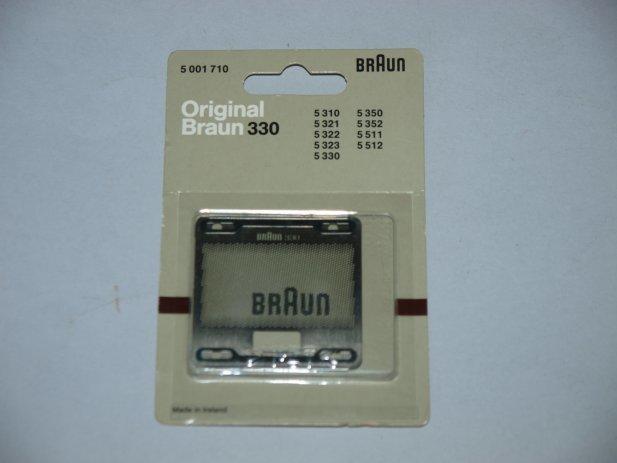 5 001 710
BRAUN
Original
Braun 330
5 310 5 350
5 321 5 352
5 322 5 511
5 323 5 512
5 330
BRAUN 330
BRAUN
Made in Ireland